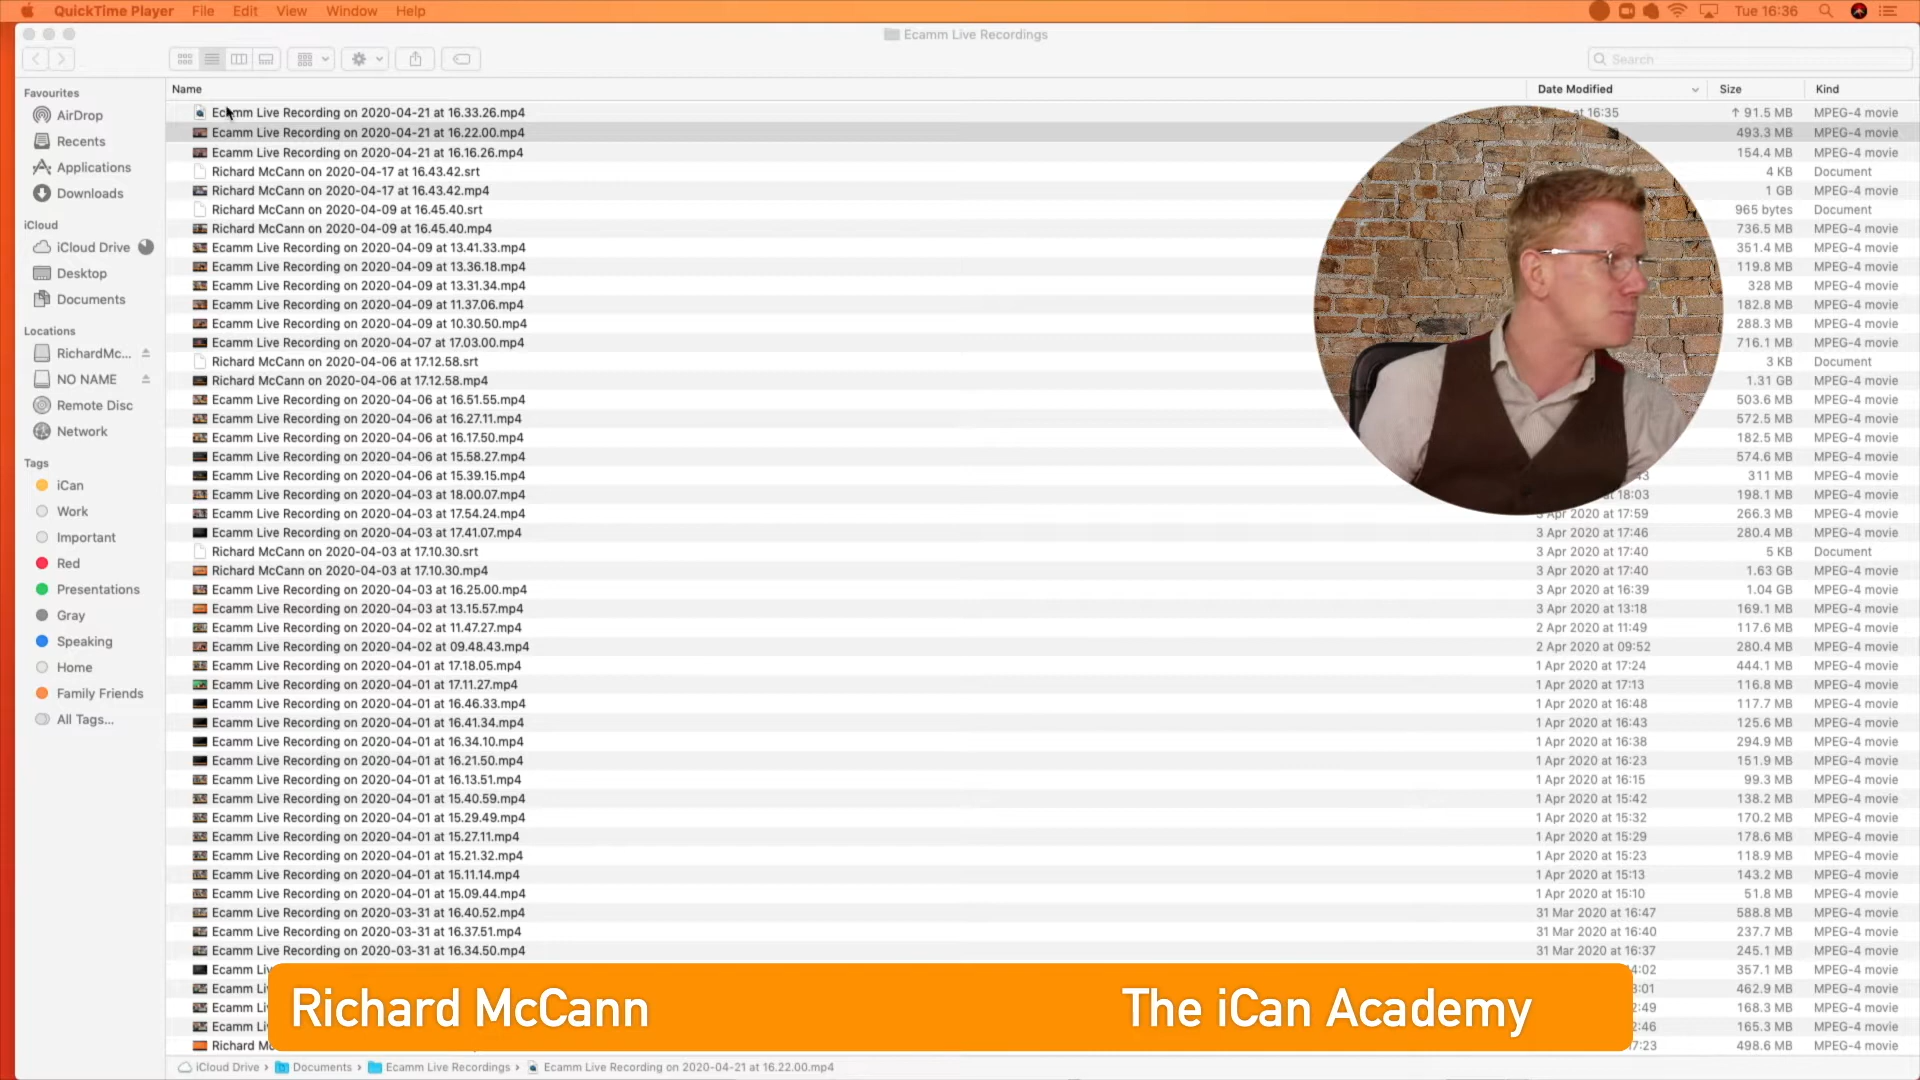 QuickTime Player File Edit View Window Help Tue 16:36
Ecamm Live Recordings
Search
Name Date Modified Size Kind
Favourites
AirDrop
Recents
Applications
Downloads
iCloud
iCloud Drive
Desktop
Documents
Locations
RichardMc...
NO NAME
Remote Disc
Network
Tags
iCan
Work
Important
Red
Presentations
Gray
Speaking
Home
Family Friends
All Tags...
Ecamm Live Recording on 2020-04-21 at 16.33.26.mp4 at 16:35 ↑ 91.5 MB MPEG-4 movie
Ecamm Live Recording on 2020-04-21 at 16.22.00.mp4 493.3 MB MPEG-4 movie
Ecamm Live Recording on 2020-04-21 at 16.16.26.mp4 154.4 MB MPEG-4 movie
Richard McCann on 2020-04-17 at 16.43.42.srt 4 KB Document
Richard McCann on 2020-04-17 at 16.43.42.mp4 1 GB MPEG-4 movie
Richard McCann on 2020-04-09 at 16.45.40.srt 965 bytes Document
Richard McCann on 2020-04-09 at 16.45.40.mp4 736.5 MB MPEG-4 movie
Ecamm Live Recording on 2020-04-09 at 13.41.33.mp4 351.4 MB MPEG-4 movie
Ecamm Live Recording on 2020-04-09 at 13.36.18.mp4 119.8 MB MPEG-4 movie
Ecamm Live Recording on 2020-04-09 at 13.31.34.mp4 328 MB MPEG-4 movie
Ecamm Live Recording on 2020-04-09 at 11.37.06.mp4 182.8 MB MPEG-4 movie
Ecamm Live Recording on 2020-04-09 at 10.30.50.mp4 288.3 MB MPEG-4 movie
Ecamm Live Recording on 2020-04-07 at 17.03.00.mp4 716.1 MB MPEG-4 movie
Richard McCann on 2020-04-06 at 17.12.58.srt 3 KB Document
Richard McCann on 2020-04-06 at 17.12.58.mp4 1.31 GB MPEG-4 movie
Ecamm Live Recording on 2020-04-06 at 16.51.55.mp4 503.6 MB MPEG-4 movie
Ecamm Live Recording on 2020-04-06 at 16.27.11.mp4 572.5 MB MPEG-4 movie
Ecamm Live Recording on 2020-04-06 at 16.17.50.mp4 182.5 MB MPEG-4 movie
Ecamm Live Recording on 2020-04-06 at 15.58.27.mp4 574.6 MB MPEG-4 movie
Ecamm Live Recording on 2020-04-06 at 15.39.15.mp4 311 MB MPEG-4 movie
Ecamm Live Recording on 2020-04-03 at 18.00.07.mp4 at 18:03 198.1 MB MPEG-4 movie
Ecamm Live Recording on 2020-04-03 at 17.54.24.mp4 3 Apr 2020 at 17:59 266.3 MB MPEG-4 movie
Ecamm Live Recording on 2020-04-03 at 17.41.07.mp4 3 Apr 2020 at 17:46 280.4 MB MPEG-4 movie
Richard McCann on 2020-04-03 at 17.10.30.srt 3 Apr 2020 at 17:40 5 KB Document
Richard McCann on 2020-04-03 at 17.10.30.mp4 3 Apr 2020 at 17:40 1.63 GB MPEG-4 movie
Ecamm Live Recording on 2020-04-03 at 16.25.00.mp4 3 Apr 2020 at 16:39 1.04 GB MPEG-4 movie
Ecamm Live Recording on 2020-04-03 at 13.15.57.mp4 3 Apr 2020 at 13:18 169.1 MB MPEG-4 movie
Ecamm Live Recording on 2020-04-02 at 11.47.27.mp4 2 Apr 2020 at 11:49 117.6 MB MPEG-4 movie
Ecamm Live Recording on 2020-04-02 at 09.48.43.mp4 2 Apr 2020 at 09:52 280.4 MB MPEG-4 movie
Ecamm Live Recording on 2020-04-01 at 17.18.05.mp4 1 Apr 2020 at 17:24 444.1 MB MPEG-4 movie
Ecamm Live Recording on 2020-04-01 at 17.11.27.mp4 1 Apr 2020 at 17:13 116.8 MB MPEG-4 movie
Ecamm Live Recording on 2020-04-01 at 16.46.33.mp4 1 Apr 2020 at 16:48 117.7 MB MPEG-4 movie
Ecamm Live Recording on 2020-04-01 at 16.41.34.mp4 1 Apr 2020 at 16:43 125.6 MB MPEG-4 movie
Ecamm Live Recording on 2020-04-01 at 16.34.10.mp4 1 Apr 2020 at 16:38 294.9 MB MPEG-4 movie
Ecamm Live Recording on 2020-04-01 at 16.21.50.mp4 1 Apr 2020 at 16:23 151.9 MB MPEG-4 movie
Ecamm Live Recording on 2020-04-01 at 16.13.51.mp4 1 Apr 2020 at 16:15 99.3 MB MPEG-4 movie
Ecamm Live Recording on 2020-04-01 at 15.40.59.mp4 1 Apr 2020 at 15:42 138.2 MB MPEG-4 movie
Ecamm Live Recording on 2020-04-01 at 15.29.49.mp4 1 Apr 2020 at 15:32 170.2 MB MPEG-4 movie
Ecamm Live Recording on 2020-04-01 at 15.27.11.mp4 1 Apr 2020 at 15:29 178.6 MB MPEG-4 movie
Ecamm Live Recording on 2020-04-01 at 15.21.32.mp4 1 Apr 2020 at 15:23 118.9 MB MPEG-4 movie
Ecamm Live Recording on 2020-04-01 at 15.11.14.mp4 1 Apr 2020 at 15:13 143.2 MB MPEG-4 movie
Ecamm Live Recording on 2020-04-01 at 15.09.44.mp4 1 Apr 2020 at 15:10 51.8 MB MPEG-4 movie
Ecamm Live Recording on 2020-03-31 at 16.40.52.mp4 31 Mar 2020 at 16:47 588.8 MB MPEG-4 movie
Ecamm Live Recording on 2020-03-31 at 16.37.51.mp4 31 Mar 2020 at 16:40 237.7 MB MPEG-4 movie
Ecamm Live Recording on 2020-03-31 at 16.34.50.mp4 31 Mar 2020 at 16:37 245.1 MB MPEG-4 movie
Ecamm 357.1 MB MPEG-4 movie
Ecamm 462.9 MB MPEG-4 movie
Ecamm 168.3 MB MPEG-4 movie
Ecamm 165.3 MB MPEG-4 movie
Richard 498.6 MB MPEG-4 movie
Richard McCann The iCan Academy
iCloud Drive › Documents › Ecamm Live Recordings › Ecamm Live Recording on 2020-04-21 at 16.22.00.mp4